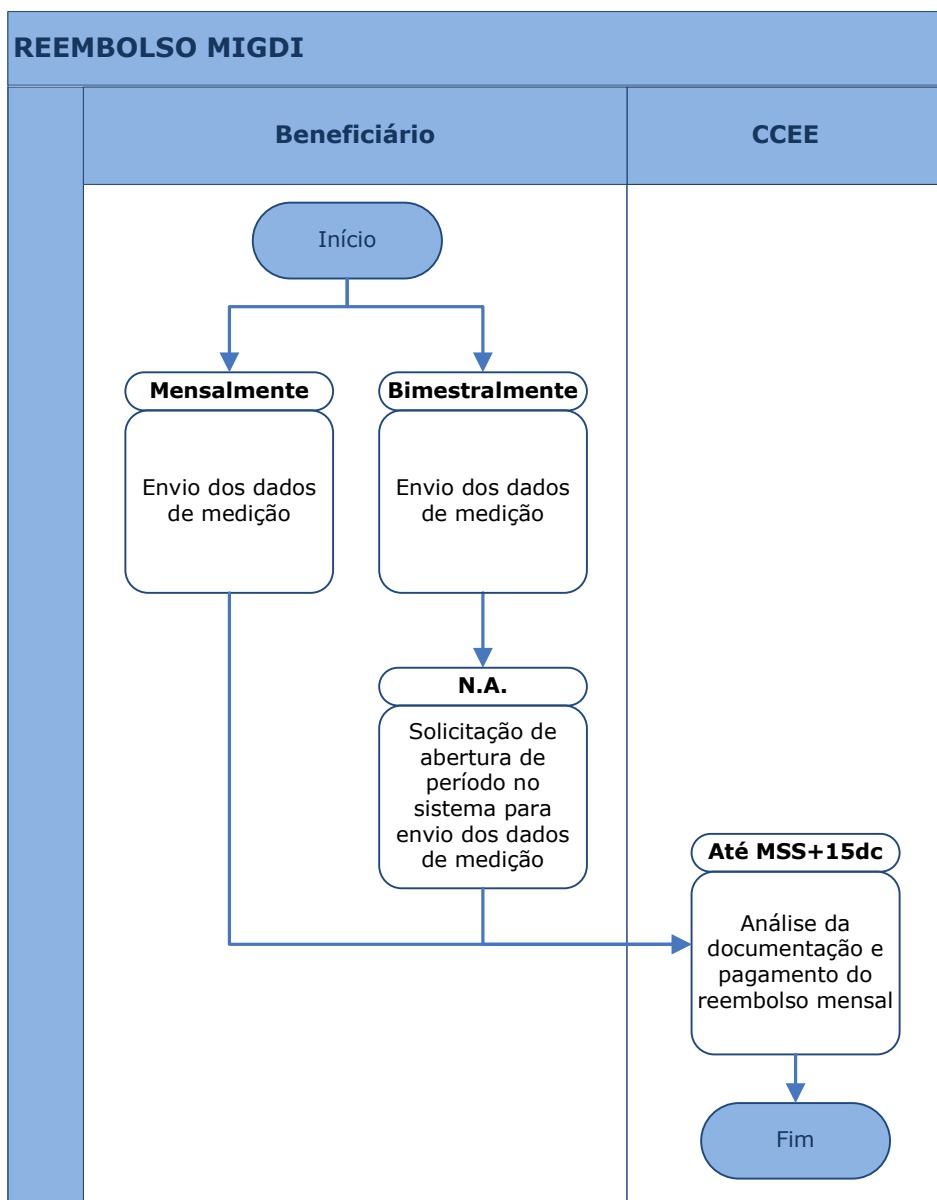 REEMBOLSO MIGDI
Beneficiário
CCEE
Início
Mensalmente
Envio dos dados
de medição
Bimestralmente
Envio dos dados
de medição
N.A.
Solicitação de
abertura de
período no
sistema para
envio dos dados
de medição
Até MSS+15dc
Análise da
documentação e
pagamento do
reembolso mensal
Fim